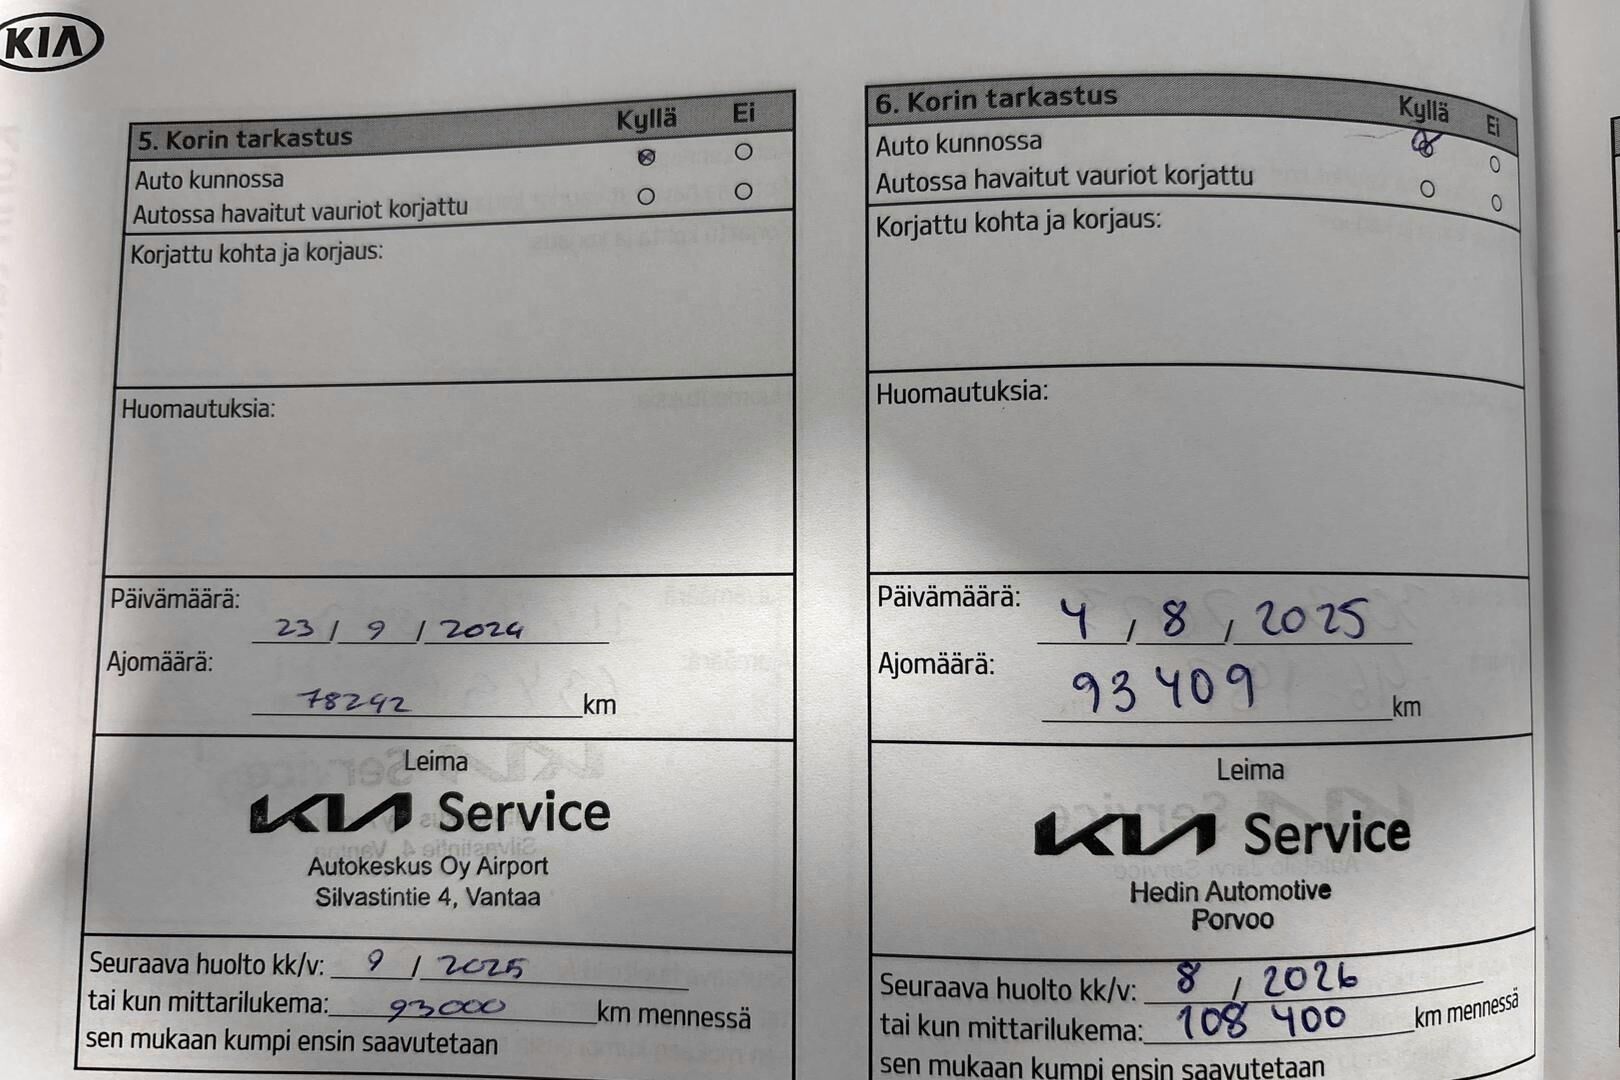 KIA
5. Korin tarkastus Kyllä Ei
Auto kunnossa
Autossa havaitut vauriot korjattu
Korjattu kohta ja korjaus:
Huomautuksia:
Päivämäärä: 23 / 9 / 2024
Ajomäärä: 78242 km
Leima
KIA Service
Autokeskus Oy Airport
Silvastintie 4, Vantaa
Seuraava huolto kk/v: 9 / 2025
tai kun mittarilukema: 93000 km mennessä
sen mukaan kumpi ensin saavutetaan
6. Korin tarkastus Kyllä Ei
Auto kunnossa
Autossa havaitut vauriot korjattu
Korjattu kohta ja korjaus:
Huomautuksia:
Päivämäärä: 4 / 8 / 2025
Ajomäärä: 93 409 km
Leima
KIA Service
Hedin Automotive
Porvoo
Seuraava huolto kk/v: 8 / 2026
tai kun mittarilukema: 108 400 km mennessä
sen mukaan kumpi ensin saavutetaan